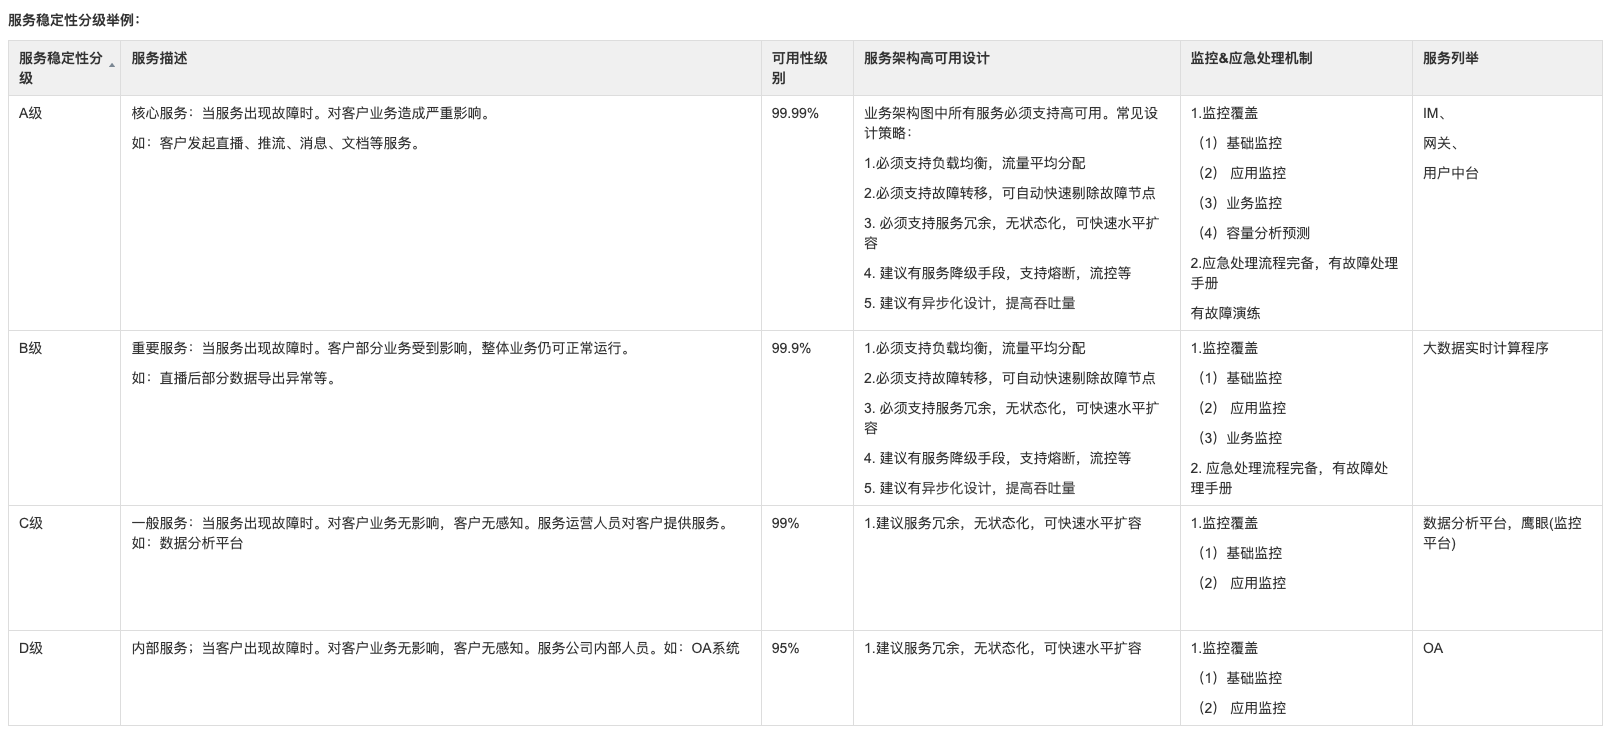 服务稳定性分级举例：
服务稳定性分
级
服务描述
可用性级
别
服务架构高可用设计
监控&应急处理机制
服务列举
A级
核心服务：当服务出现故障时。对客户业务造成严重影响。
如：客户发起直播、推流、消息、文档等服务。
99.99%
业务架构图中所有服务必须支持高可用。常见设
计策略：
1.必须支持负载均衡，流量平均分配
2.必须支持故障转移，可自动快速剔除故障节点
3. 必须支持服务冗余，无状态化，可快速水平扩
容
4. 建议有服务降级手段，支持熔断，流控等
5. 建议有异步化设计，提高吞吐量
1.监控覆盖
（1）基础监控
（2） 应用监控
（3）业务监控
（4）容量分析预测
2.应急处理流程完备，有故障处理
手册
有故障演练
IM、
网关、
用户中台
B级
重要服务：当服务出现故障时。客户部分业务受到影响，整体业务仍可正常运行。
如：直播后部分数据导出异常等。
99.9%
1.必须支持负载均衡，流量平均分配
2.必须支持故障转移，可自动快速剔除故障节点
3. 必须支持服务冗余，无状态化，可快速水平扩
容
4. 建议有服务降级手段，支持熔断，流控等
5. 建议有异步化设计，提高吞吐量
1.监控覆盖
（1）基础监控
（2） 应用监控
（3）业务监控
2. 应急处理流程完备，有故障处
理手册
大数据实时计算程序
C级
一般服务：当服务出现故障时。对客户业务无影响，客户无感知。服务运营人员对客户提供服务。
如：数据分析平台
99%
1.建议服务冗余，无状态化，可快速水平扩容
1.监控覆盖
（1）基础监控
（2） 应用监控
数据分析平台，鹰眼(监控
平台)
D级
内部服务；当客户出现故障时。对客户业务无影响，客户无感知。服务公司内部人员。如：OA系统
95%
1.建议服务冗余，无状态化，可快速水平扩容
1.监控覆盖
（1）基础监控
（2） 应用监控
OA